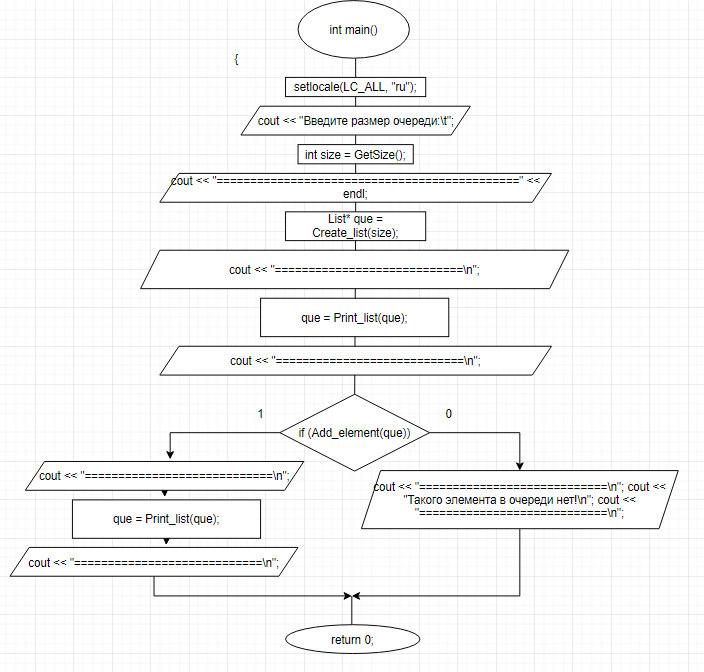 int main()
{
setlocale(LC_ALL, "ru");
cout << "Введите размер очереди:\t";
int size = GetSize();
cout << "=============================================" <<
endl;
List* que =
Create_list(size);
cout << "============================\n";
que = Print_list(que);
cout << "============================\n";
1
0
if (Add_element(que))
cout << "============================\n";
que = Print_list(que);
cout << "============================\n";
cout << "============================\n"; cout <<
"Такого элемента в очереди нет!\n"; cout <<
"============================\n";
return 0;